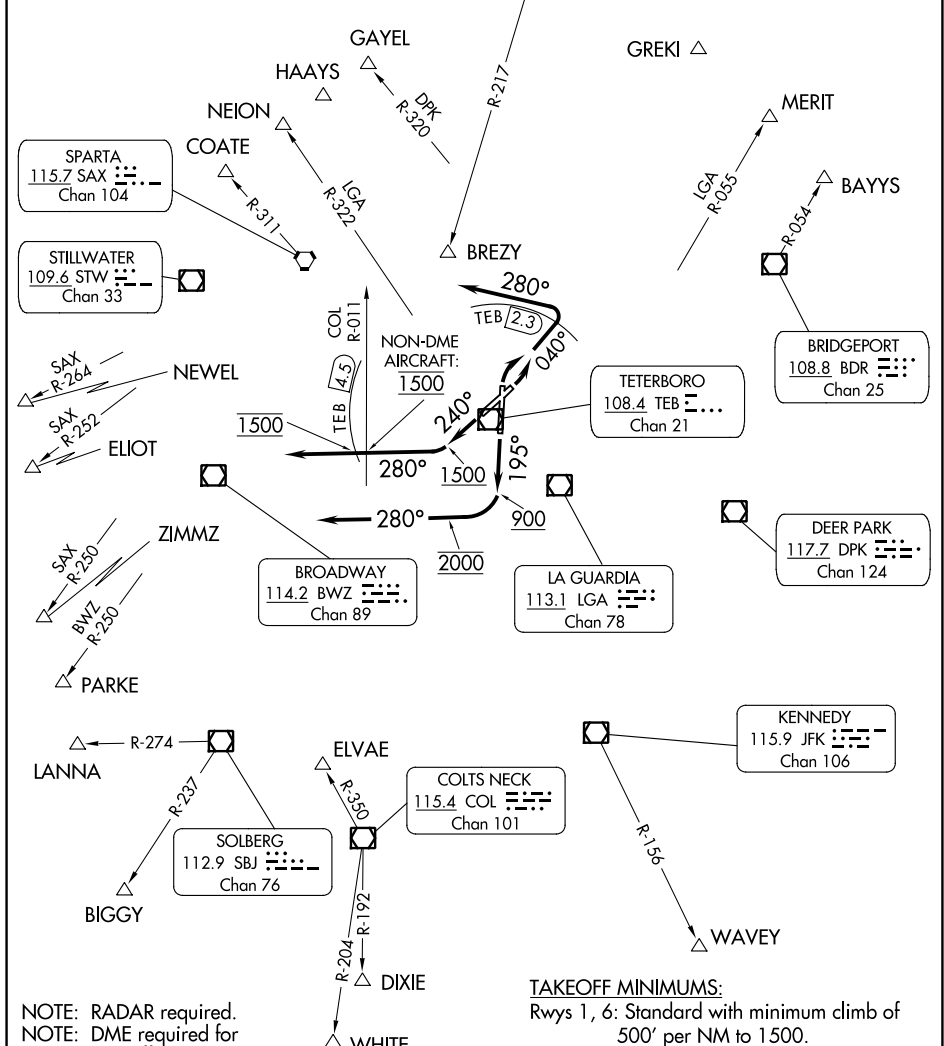 GAYEL
GREKI
HAAYS
DPK
R-320
R-217
NEION
MERIT
COATE
SPARTA
115.7 SAX
Chan 104
LGA
R-322
R-311
LGA
R-055
BAYYS
R-054
BREZY
STILLWATER
109.6 STW
Chan 33
280°
TEB 2.3
COL
R-011
NON-DME
AIRCRAFT:
1500
040°
BRIDGEPORT
108.8 BDR
Chan 25
SAX
R-264
NEWEL
TEB 4.5
TETERBORO
108.4 TEB
Chan 21
240°
SAX
R-252
ELIOT
1500
280°
1500
195°
ZIMMZ
280°
900
2000
SAX
R-250
BROADWAY
114.2 BWZ
Chan 89
LA GUARDIA
113.1 LGA
Chan 78
DEER PARK
117.7 DPK
Chan 124
BWZ
R-250
PARKE
LANNA
R-274
ELVAE
KENNEDY
115.9 JFK
Chan 106
R-237
R-350
COLTS NECK
115.4 COL
Chan 101
SOLBERG
112.9 SBJ
Chan 76
R-156
BIGGY
R-192
R-204
WAVEY
DIXIE
NOTE: RADAR required.
NOTE: DME required for
WHITE
TAKEOFF MINIMUMS:
Rwys 1, 6: Standard with minimum climb of
500' per NM to 1500.